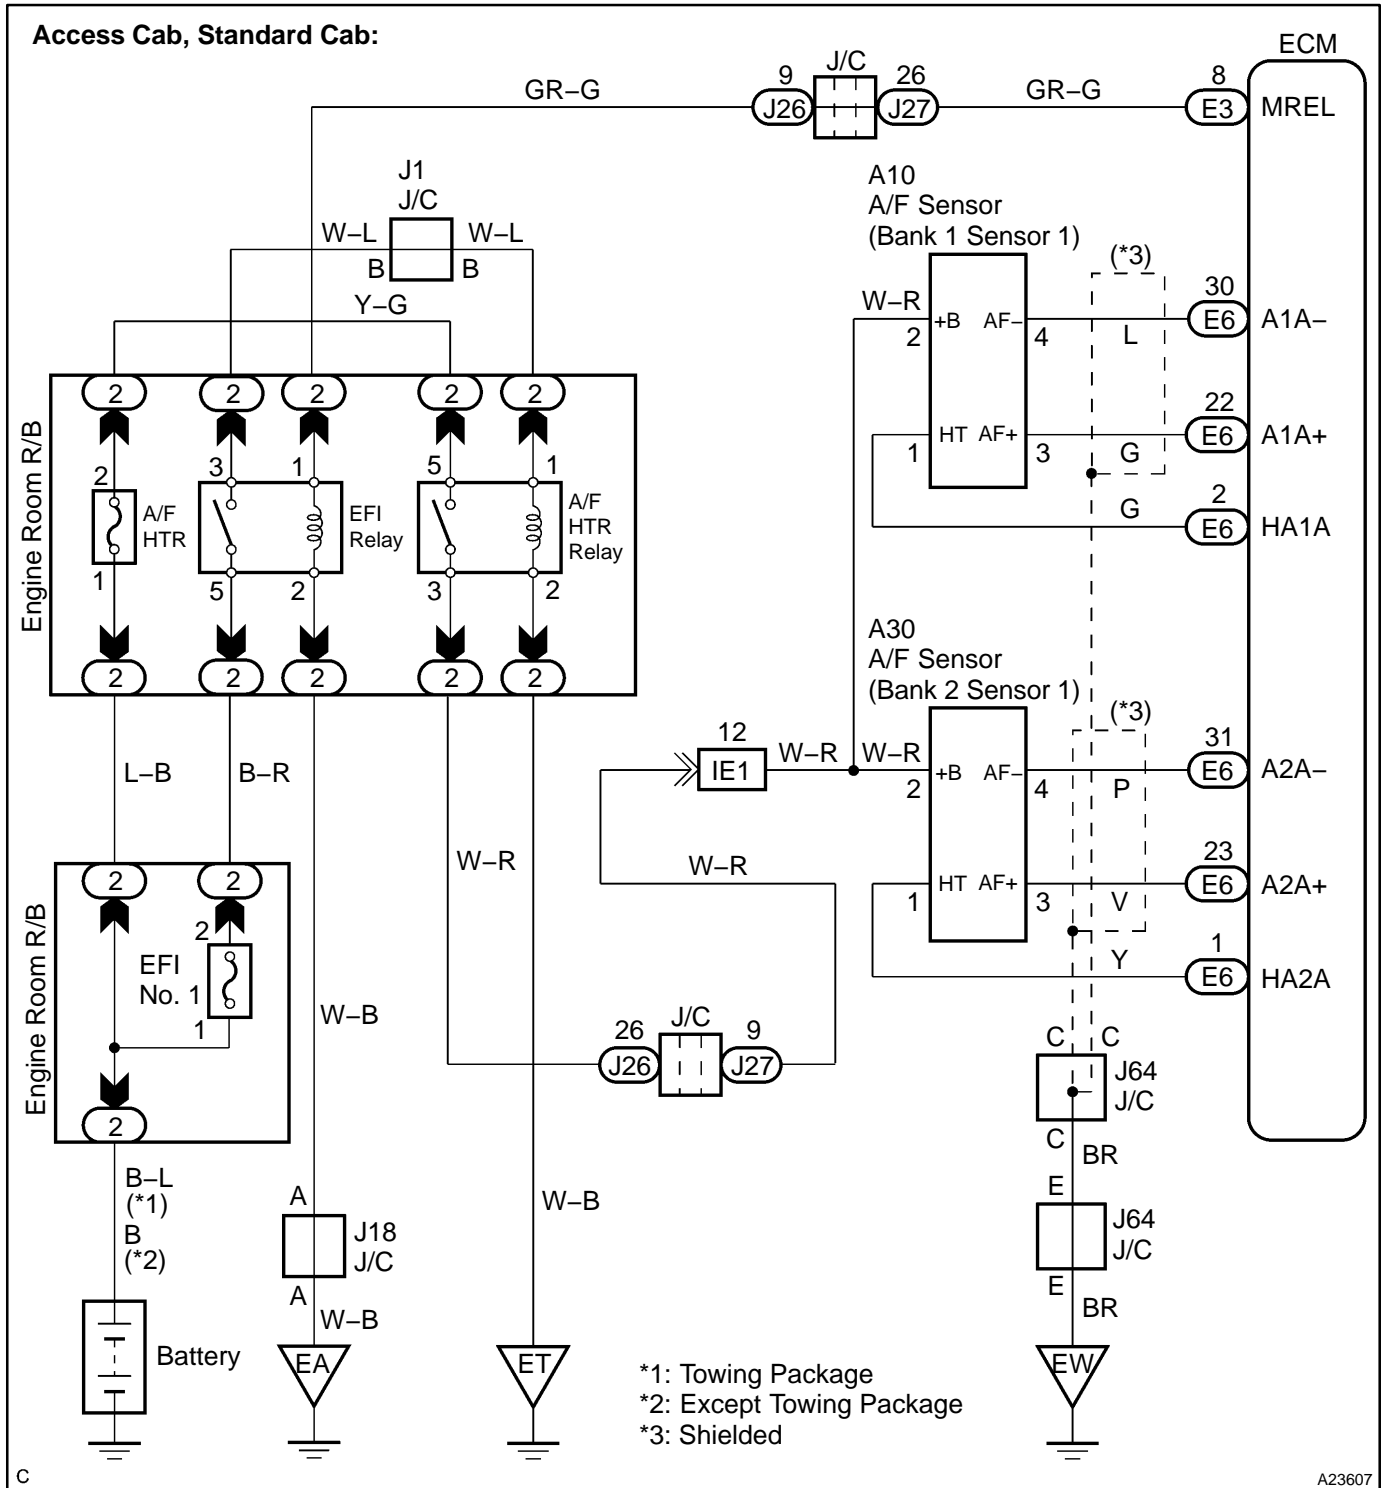 Access Cab, Standard Cab:
ECM
J/C
9
26
8
GR−G
J26
J27
GR−G
E3
MREL
J1
J/C
W−L
W−L
B
B
Y−G
A10
A/F Sensor
(Bank 1 Sensor 1)
(*3)
W−R
2
+B
AF−
4
L
30
E6
A1A−
1
HT
AF+
3
G
22
E6
A1A+
G
2
E6
HA1A
Engine Room R/B
2
2
2
2
2
2
3
1
5
1
A/F
HTR
EFI
Relay
A/F
HTR
Relay
1
5
2
3
2
2
2
2
2
2
A30
A/F Sensor
(Bank 2 Sensor 1)
(*3)
12
IE1
W−R
W−R
2
+B
AF−
4
P
31
E6
A2A−
1
HT
AF+
3
V
23
E6
A2A+
Y
1
E6
HA2A
L−B
B−R
W−R
W−R
Engine Room R/B
2
2
2
EFI
No. 1
1
2
W−B
26
J/C
9
J26
J27
C
C
J64
J/C
C
BR
B−L
(*1)
B
(*2)
A
J18
J/C
A
W−B
W−B
E
J64
J/C
E
BR
Battery
EA
ET
EW
*1: Towing Package
*2: Except Towing Package
*3: Shielded
C
A23607